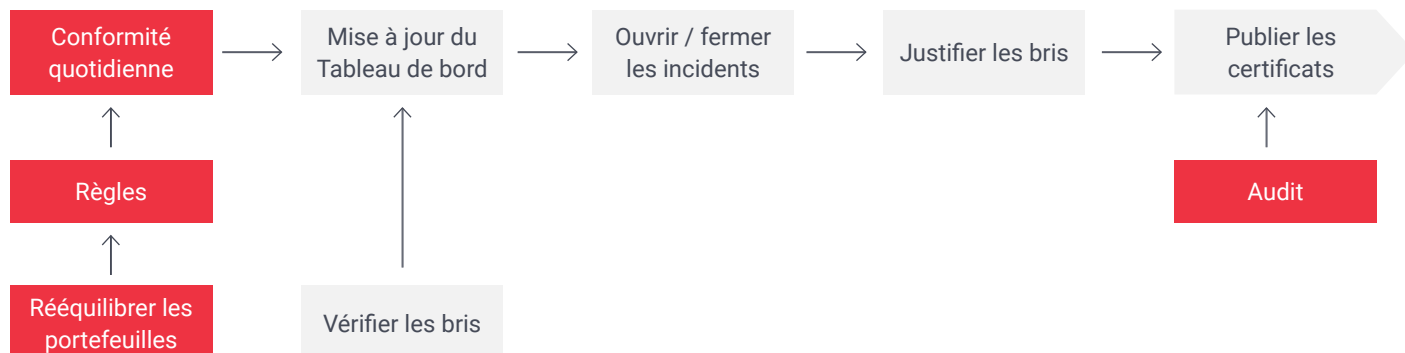 Conformité
quotidienne
Mise à jour du
Tableau de bord
Ouvrir / fermer
les incidents
Justifier les bris
Publier les
certificats
Règles
Audit
Rééquilibrer les
portefeuilles
Vérifier les bris